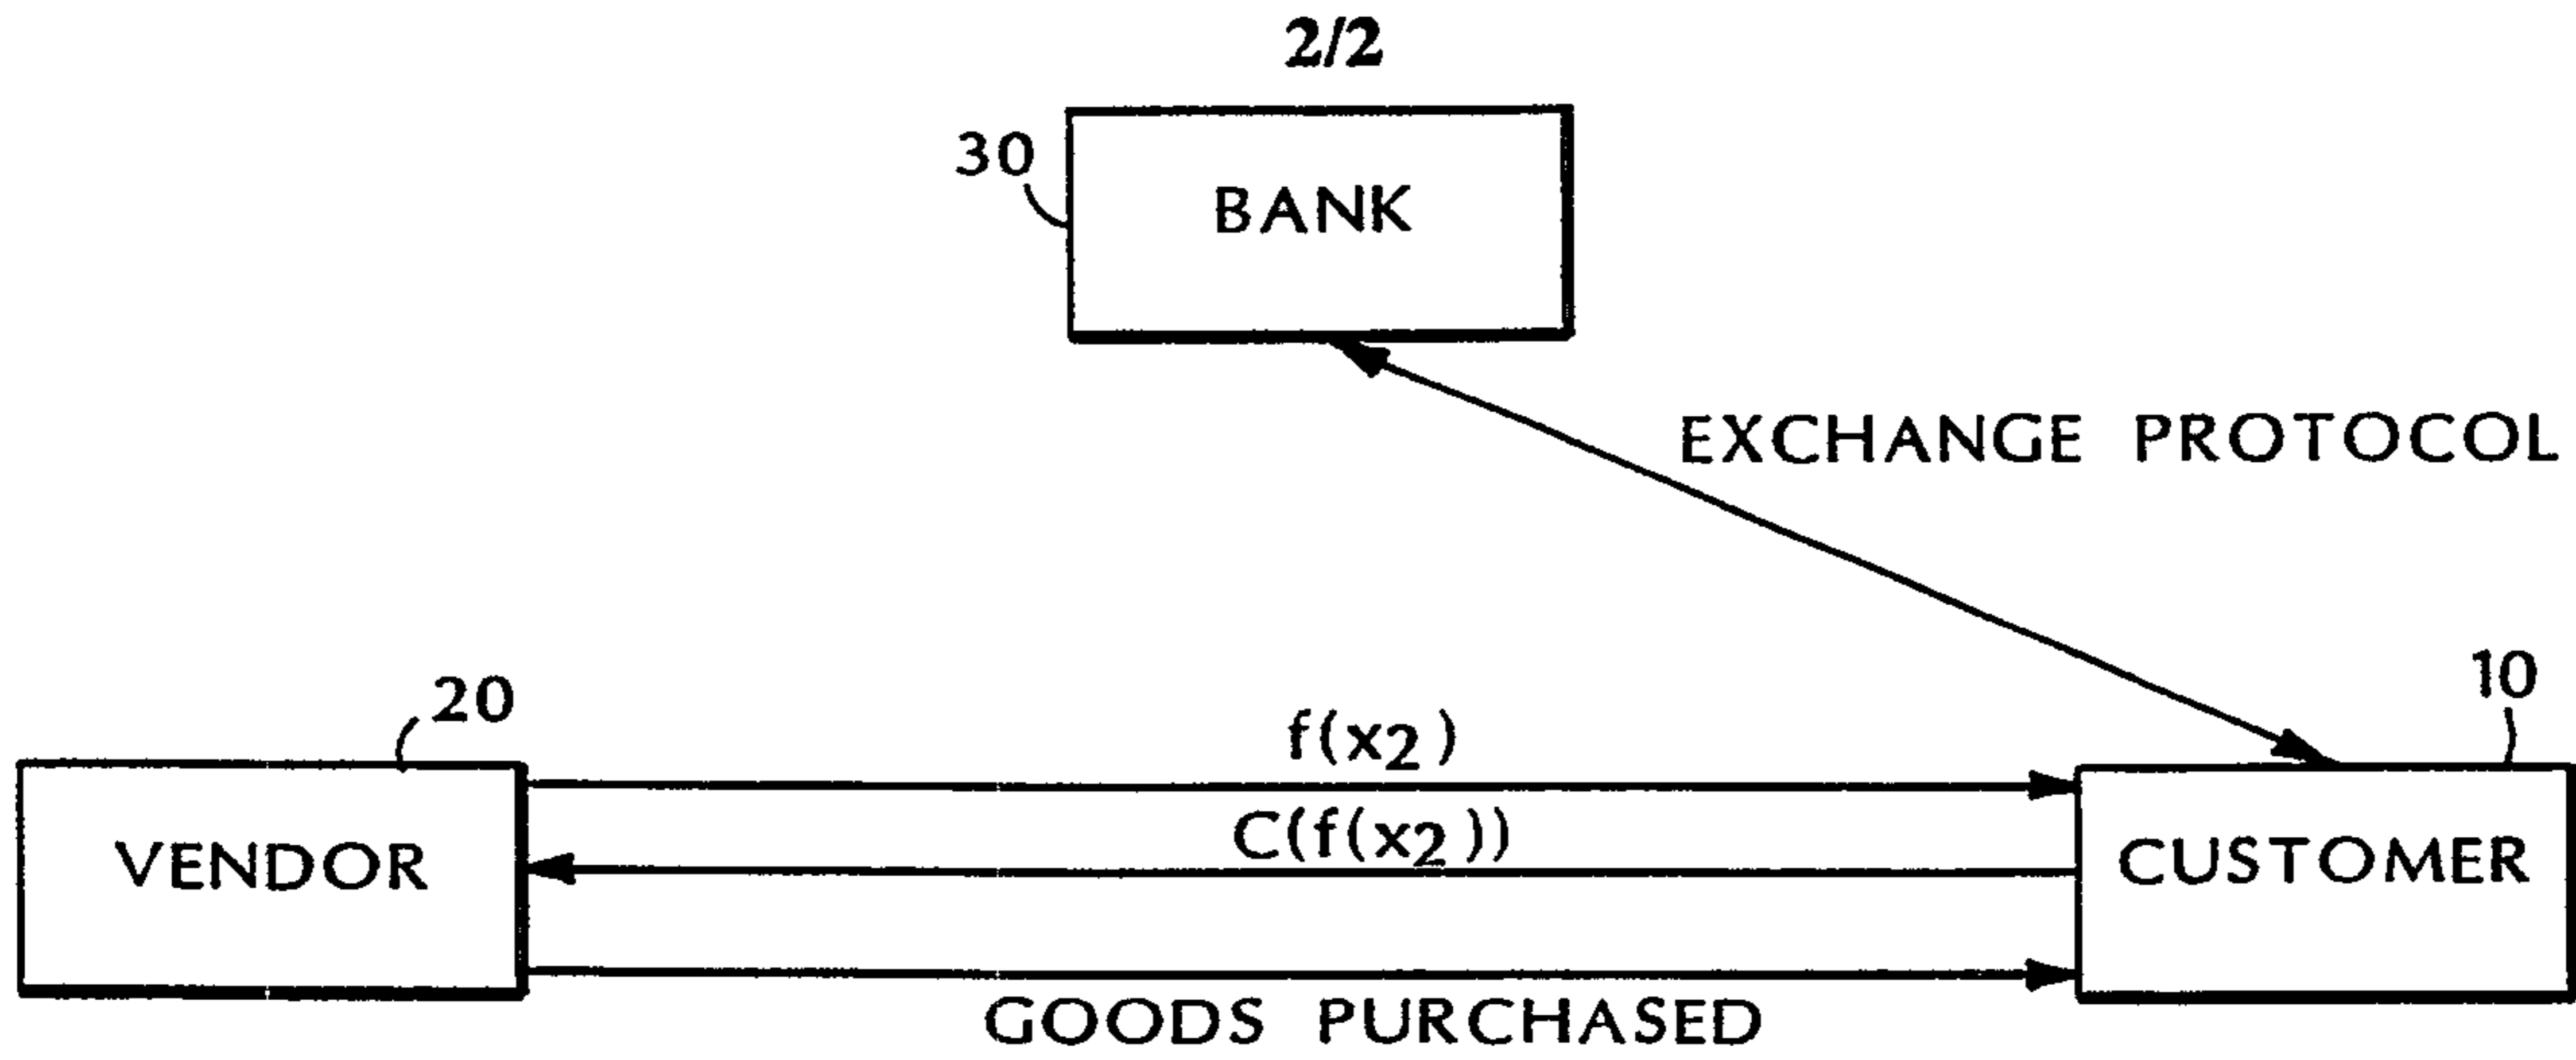 2/2
30
BANK
EXCHANGE PROTOCOL
20
10
f(x2)
VENDOR
C(f(x2))
CUSTOMER
GOODS PURCHASED